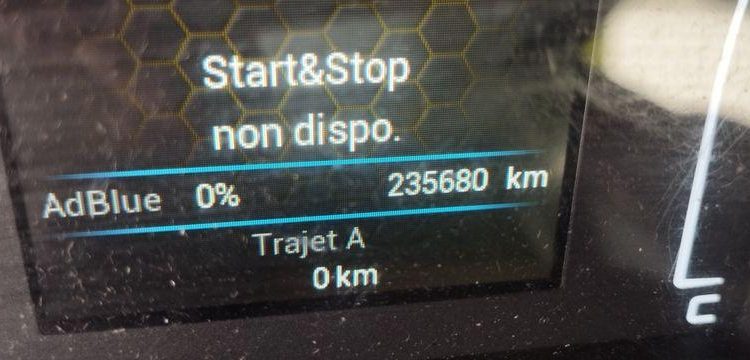 Start&Stop
non dispo.
AdBlue 0% 235680 km
Trajet A
0 km
C